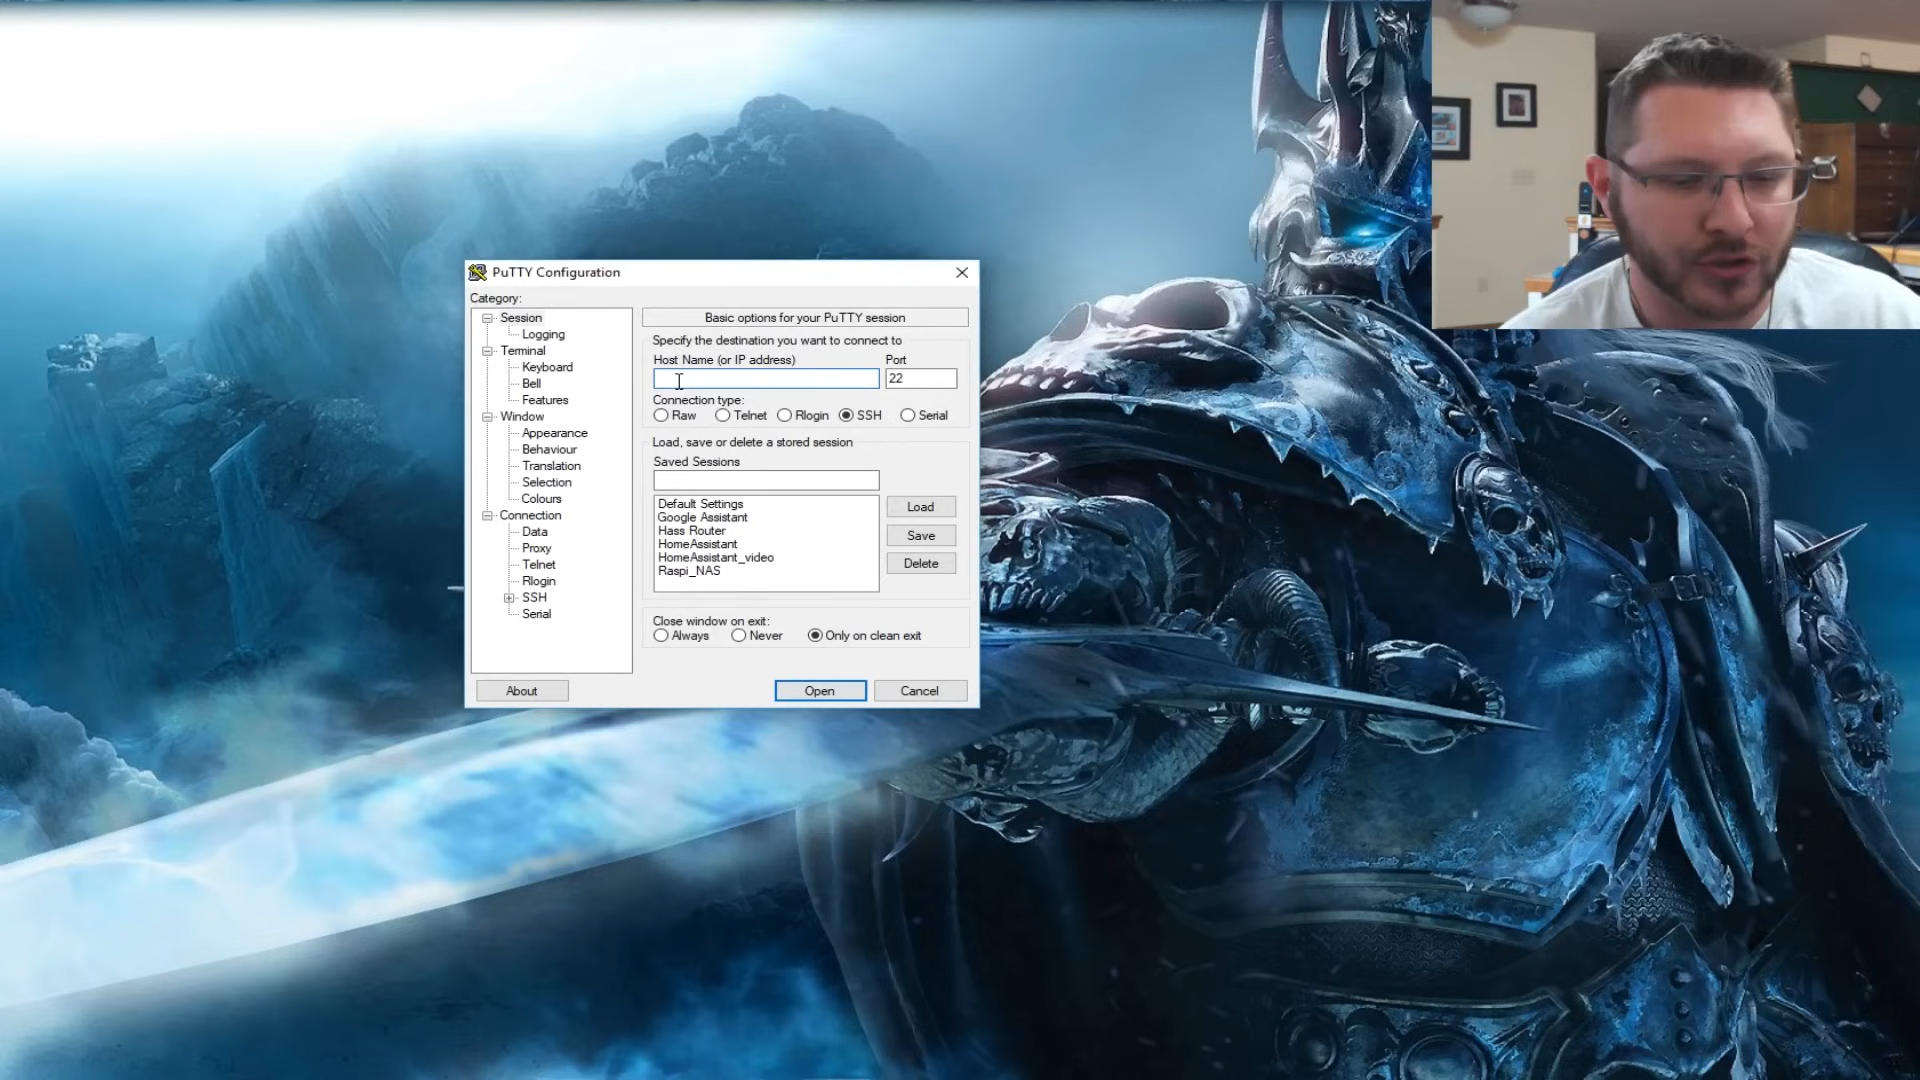 PuTTY Configuration
Category:
Session
Logging
Terminal
Keyboard
Bell
Features
Window
Appearance
Behaviour
Translation
Selection
Colours
Connection
Data
Proxy
Telnet
Rlogin
SSH
Serial
Basic options for your PuTTY session
Specify the destination you want to connect to
Host Name (or IP address) Port
22
Connection type:
Raw Telnet Rlogin SSH Serial
Load, save or delete a stored session
Saved Sessions
Default Settings
Google Assistant
Hass Router
HomeAssistant
HomeAssistant_video
Raspi_NAS
Load
Save
Delete
Close window on exit:
Always Never Only on clean exit
About Open Cancel